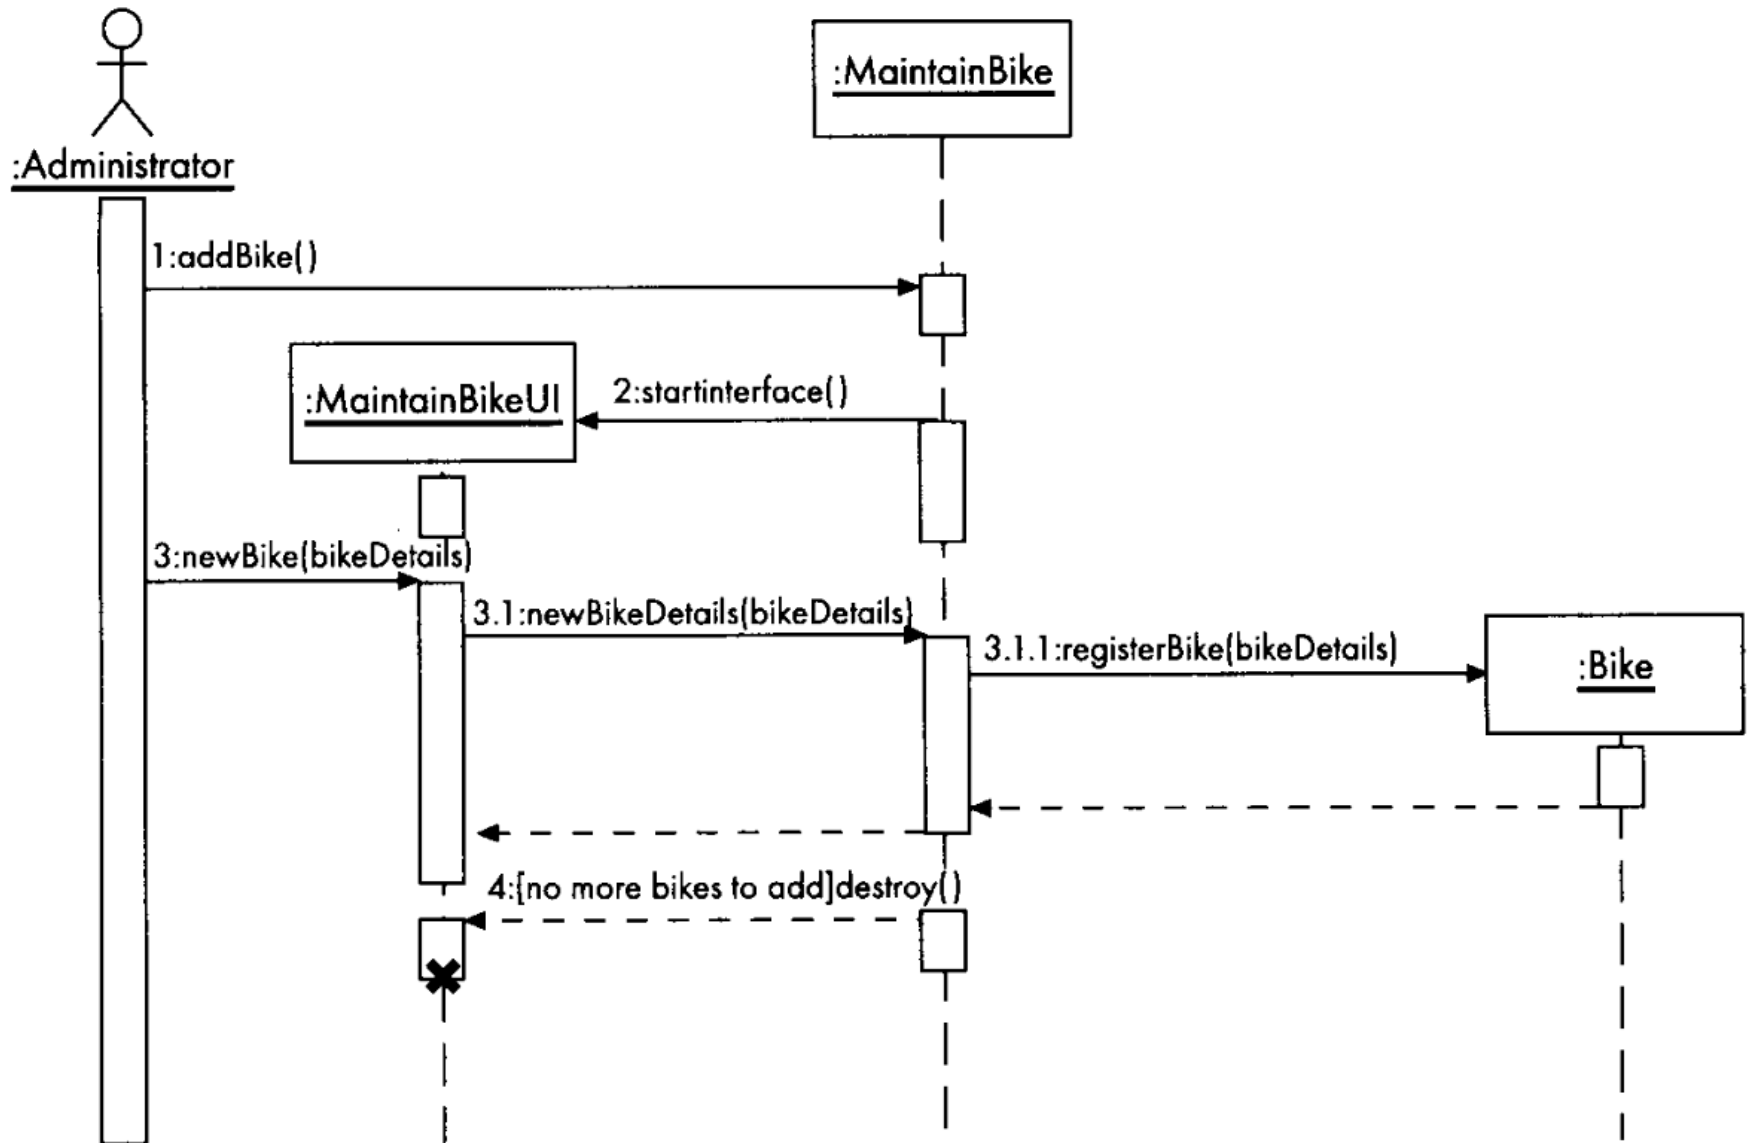 :MaintainBike
:Administrator
1:addBike()
:MaintainBikeUI
2:startinterface()
3:newBike(bikeDetails)
3.1:newBikeDetails(bikeDetails)
3.1.1:registerBike(bikeDetails)
:Bike
4:[no more bikes to add]destroy()